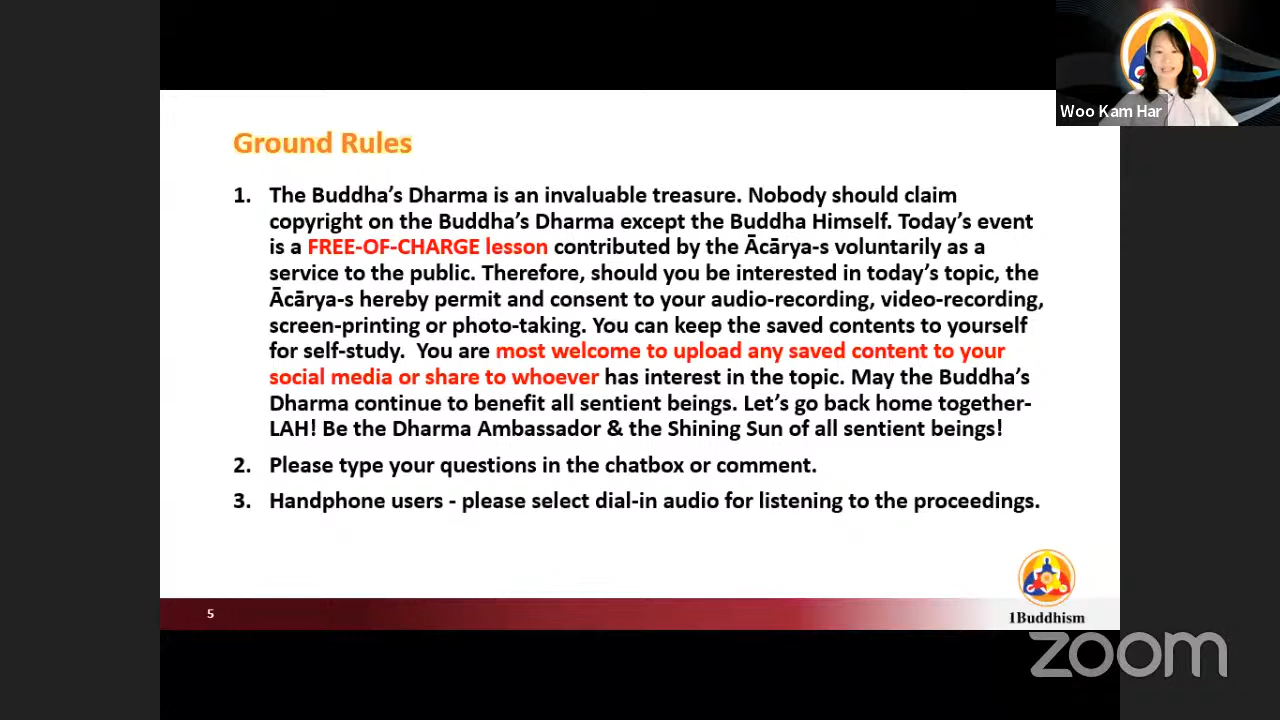 Woo Kam Har
Ground Rules
1. The Buddha's Dharma is an invaluable treasure. Nobody should claim
copyright on the Buddha's Dharma except the Buddha Himself. Today's event
is a FREE-OF-CHARGE lesson contributed by the Ācārya-s voluntarily as a
service to the public. Therefore, should you be interested in today's topic, the
Ācārya-s hereby permit and consent to your audio-recording, video-recording,
screen-printing or photo-taking. You can keep the saved contents to yourself
for self-study.  You are most welcome to upload any saved content to your
social media or share to whoever has interest in the topic. May the Buddha's
Dharma continue to benefit all sentient beings. Let's go back home together-
LAH! Be the Dharma Ambassador & the Shining Sun of all sentient beings!
2. Please type your questions in the chatbox or comment.
3. Handphone users - please select dial-in audio for listening to the proceedings.
5
1Buddhism
zoom